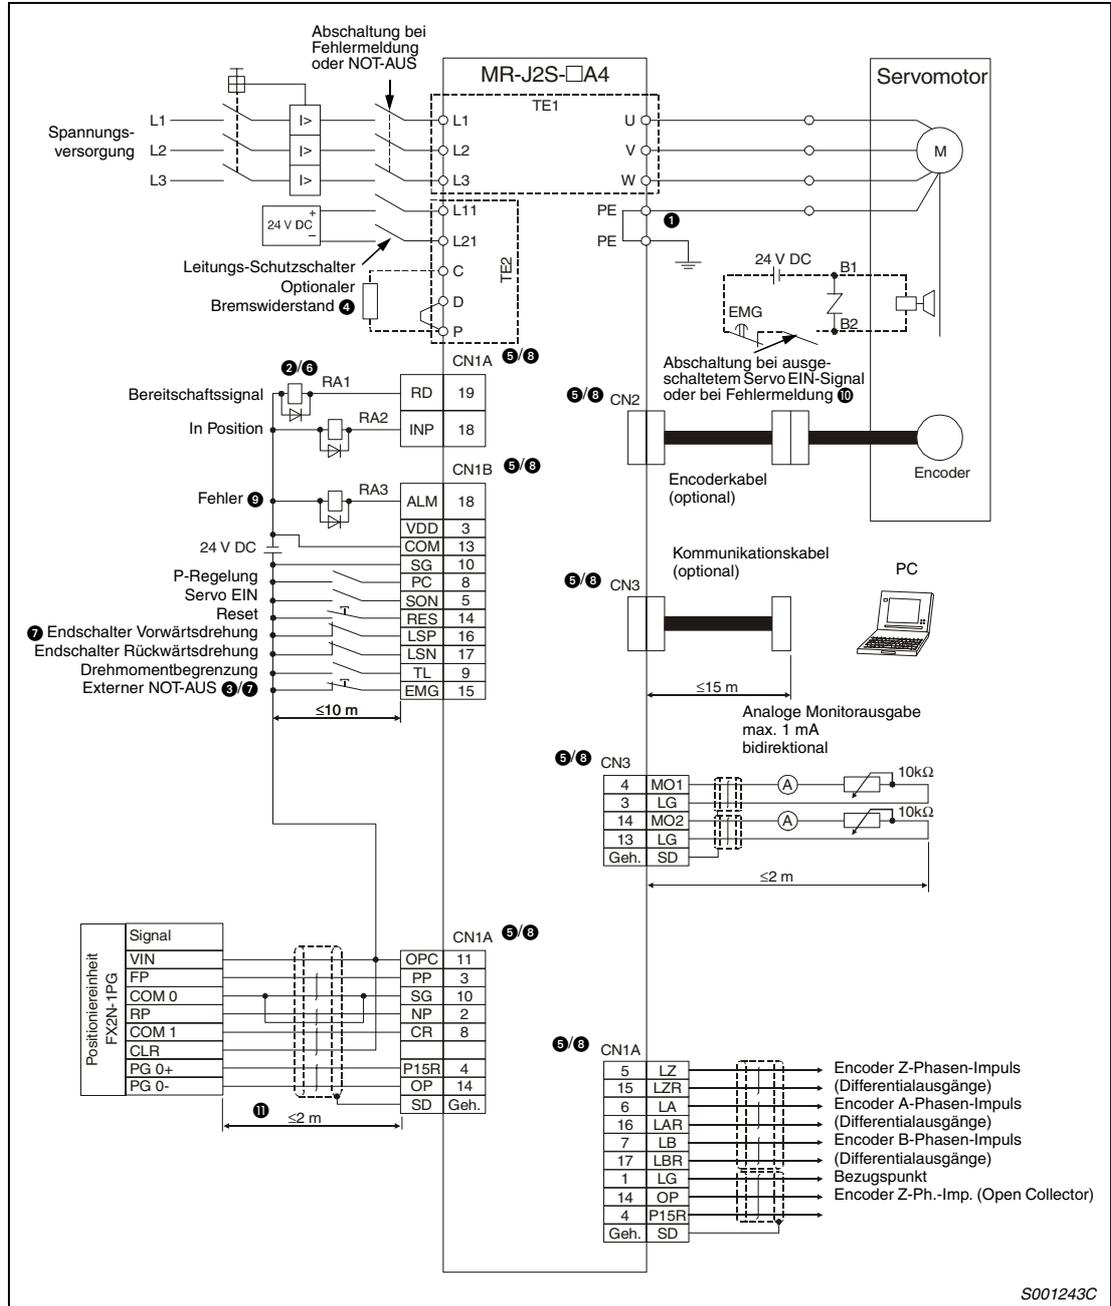 Abschaltung bei
Fehlermeldung
oder NOT-AUS
MR-J2S-□A4
Servomotor
TE1
Spannungs-
versorgung
L1 I> L1 U
L2 I> L2 V M
L3 I> L3 W
24 V DC + − L11 PE ❶
L21 PE
TE2
Leitungs-Schutzschalter
Optionaler
Bremswiderstand ❹
C
D
P
24 V DC B1
EMG B2
Abschaltung bei ausge-
schaltetem Servo EIN-Signal
oder bei Fehlermeldung ❿
CN1A ❺/❽
❷/❻
Bereitschaftssignal RA1 RD 19
In Position RA2 INP 18
CN1B ❺/❽
Fehler ❾ RA3 ALM 18
VDD 3
24 V DC COM 13
SG 10
P-Regelung PC 8
Servo EIN SON 5
Reset RES 14
❼ Endschalter Vorwärtsdrehung LSP 16
Endschalter Rückwärtsdrehung LSN 17
Drehmomentbegrenzung TL 9
Externer NOT-AUS ❸/❼ EMG 15
≤10 m
❺/❽ CN2
Encoderkabel
(optional)
Encoder
Kommunikationskabel
(optional)
PC
❺/❽ CN3
≤15 m
Analoge Monitorausgabe
max. 1 mA
bidirektional
❺/❽ CN3
4 MO1 A 10kΩ
3 LG
14 MO2 A 10kΩ
13 LG
Geh. SD
≤2 m
Positioniereinheit
FX2N-1PG
CN1A ❺/❽
Signal
VIN OPC 11
FP PP 3
COM 0 SG 10
RP NP 2
COM 1 CR 8
CLR
PG 0+ P15R 4
PG 0- OP 14
SD Geh.
⓫ ≤2 m
❺/❽ CN1A
5 LZ Encoder Z-Phasen-Impuls
15 LZR (Differentialausgänge)
6 LA Encoder A-Phasen-Impuls
16 LAR (Differentialausgänge)
7 LB Encoder B-Phasen-Impuls
17 LBR (Differentialausgänge)
1 LG Bezugspunkt
14 OP Encoder Z-Ph.-Imp. (Open Collector)
4 P15R
Geh. SD
S001243C